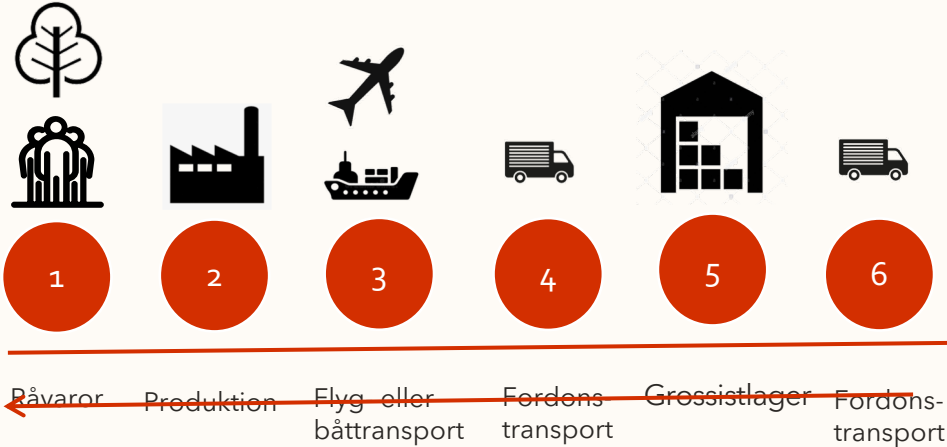 1
2
3
4
5
6
Råvaror
Produktion
Flyg- eller
båttransport
Fordons-
transport
Grossistlager
Fordons-
transport